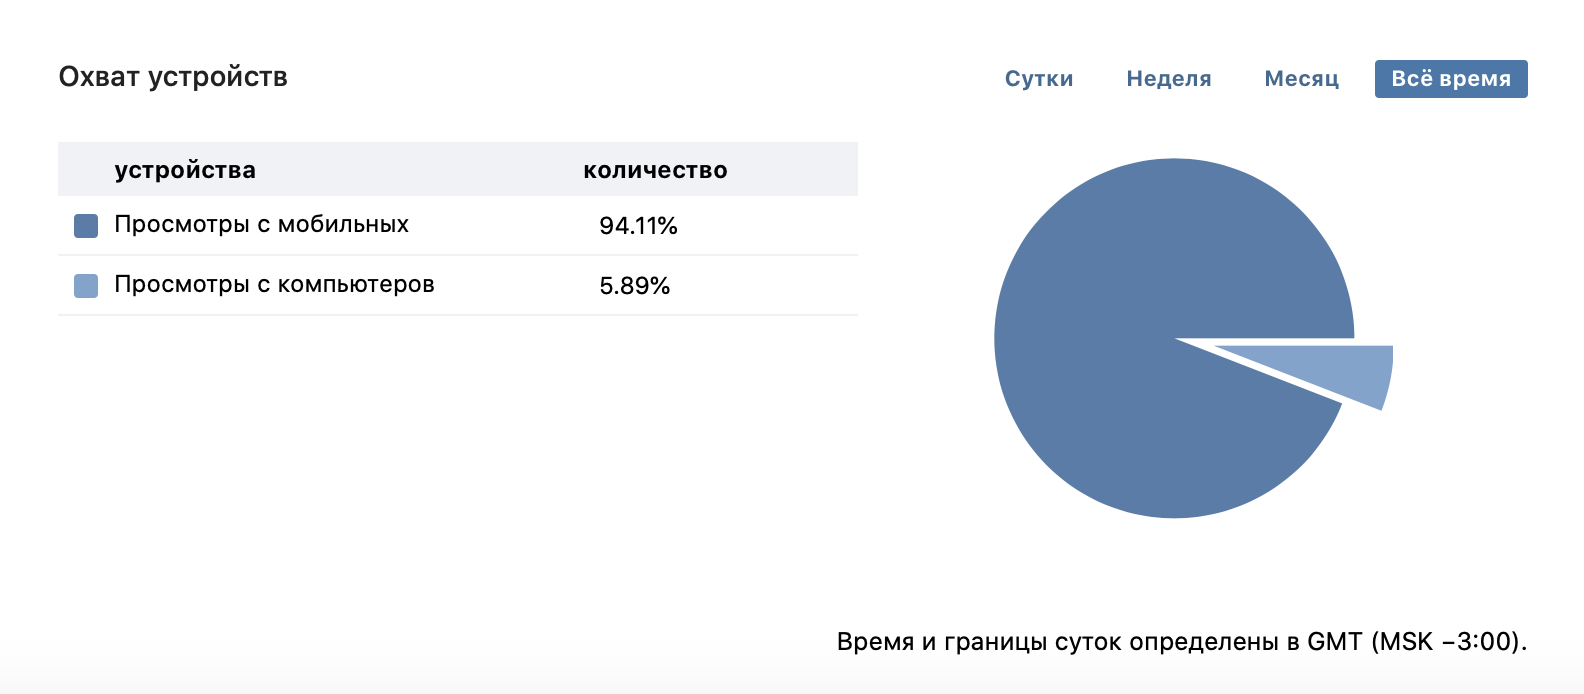 Охват устройств
Сутки Неделя Месяц Всё время
устройства количество
Просмотры с мобильных 94.11%
Просмотры с компьютеров 5.89%
Время и границы суток определены в GMT (MSK −3:00).